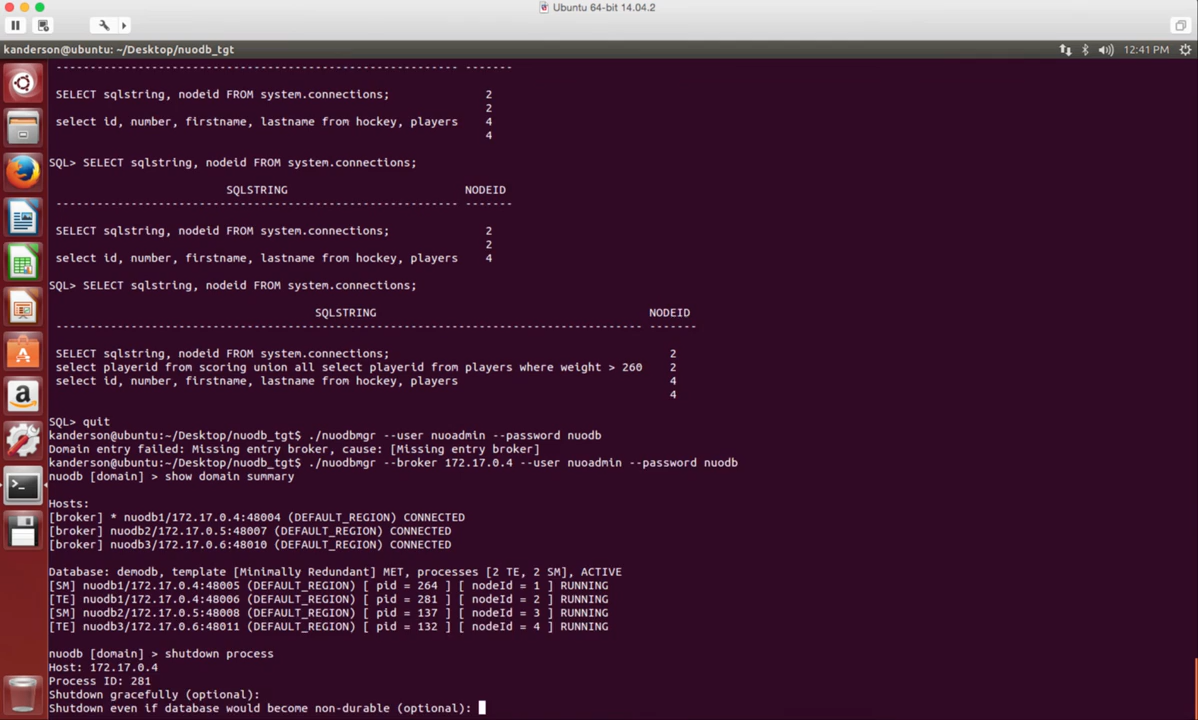 Ubuntu 64-bit 14.04.2
kanderson@ubuntu: ~/Desktop/nuodb_tgt
12:41 PM
------------------------------------------------------------ -------
SELECT sqlstring, nodeid FROM system.connections; 2
2
select id, number, firstname, lastname from hockey, players 4
4
SQL> SELECT sqlstring, nodeid FROM system.connections;
SQLSTRING NODEID
------------------------------------------------------------ -------
SELECT sqlstring, nodeid FROM system.connections; 2
2
select id, number, firstname, lastname from hockey, players 4
SQL> SELECT sqlstring, nodeid FROM system.connections;
SQLSTRING NODEID
--------------------------------------------------------------------------------------- -------
SELECT sqlstring, nodeid FROM system.connections; 2
select playerid from scoring union all select playerid from players where weight > 260 2
select id, number, firstname, lastname from hockey, players 4
4
SQL> quit
kanderson@ubuntu:~/Desktop/nuodb_tgt$ ./nuodbmgr --user nuoadmin --password nuodb
Domain entry failed: Missing entry broker, cause: [Missing entry broker]
kanderson@ubuntu:~/Desktop/nuodb_tgt$ ./nuodbmgr --broker 172.17.0.4 --user nuoadmin --password nuodb
nuodb [domain] > show domain summary
Hosts:
[broker] * nuodb1/172.17.0.4:48004 (DEFAULT_REGION) CONNECTED
[broker] nuodb2/172.17.0.5:48007 (DEFAULT_REGION) CONNECTED
[broker] nuodb3/172.17.0.6:48010 (DEFAULT_REGION) CONNECTED
Database: demodb, template [Minimally Redundant] MET, processes [2 TE, 2 SM], ACTIVE
[SM] nuodb1/172.17.0.4:48005 (DEFAULT_REGION) [ pid = 264 ] [ nodeId = 1 ] RUNNING
[TE] nuodb1/172.17.0.4:48006 (DEFAULT_REGION) [ pid = 281 ] [ nodeId = 2 ] RUNNING
[SM] nuodb2/172.17.0.5:48008 (DEFAULT_REGION) [ pid = 137 ] [ nodeId = 3 ] RUNNING
[TE] nuodb3/172.17.0.6:48011 (DEFAULT_REGION) [ pid = 132 ] [ nodeId = 4 ] RUNNING
nuodb [domain] > shutdown process
Host: 172.17.0.4
Process ID: 281
Shutdown gracefully (optional):
Shutdown even if database would become non-durable (optional):